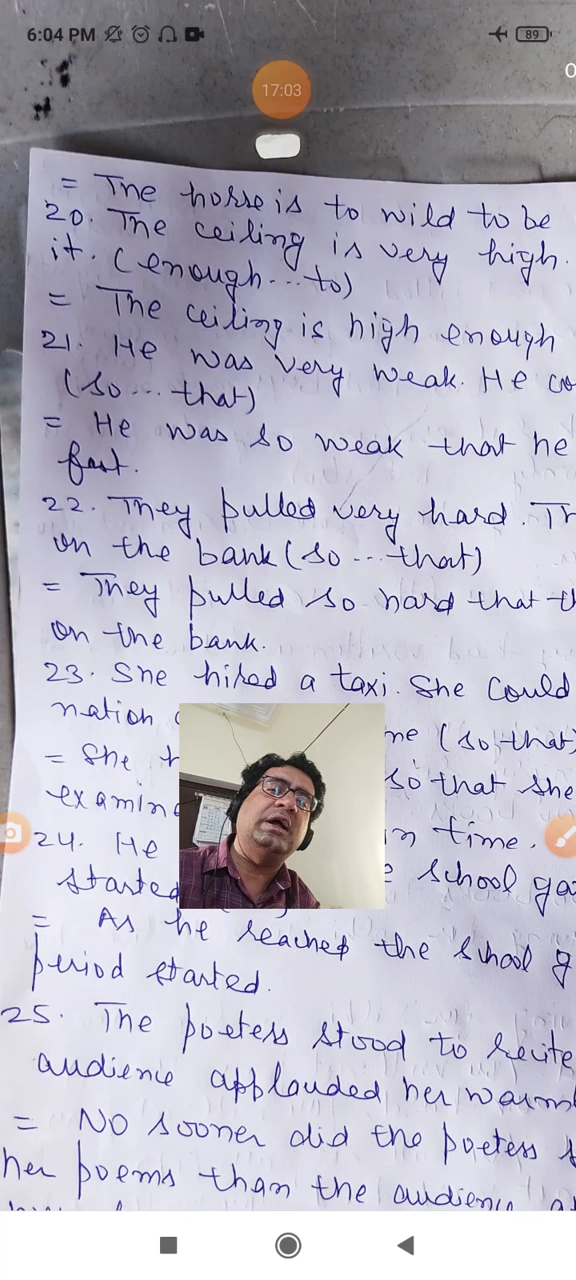 6:04 PM
89
17:03
= The horse is to wild to be
20. The ceiling is very high.
it. (enough...to)
= The ceiling is high enough
21. He was very weak. He co
(so...that)
= He was so weak that he
fast.
22. They pulled very hard. Th
on the bank (so...that)
= They pulled so hard that th
on the bank.
23. She hired a taxi. She could
nation me (so that)
= She h so that she
examina in time.
24. He school ga
started
= As he reached the school g
period started.
25. The poetess stood to recite
audience applauded her warm
= No sooner did the poetess s
her poems than the audience a